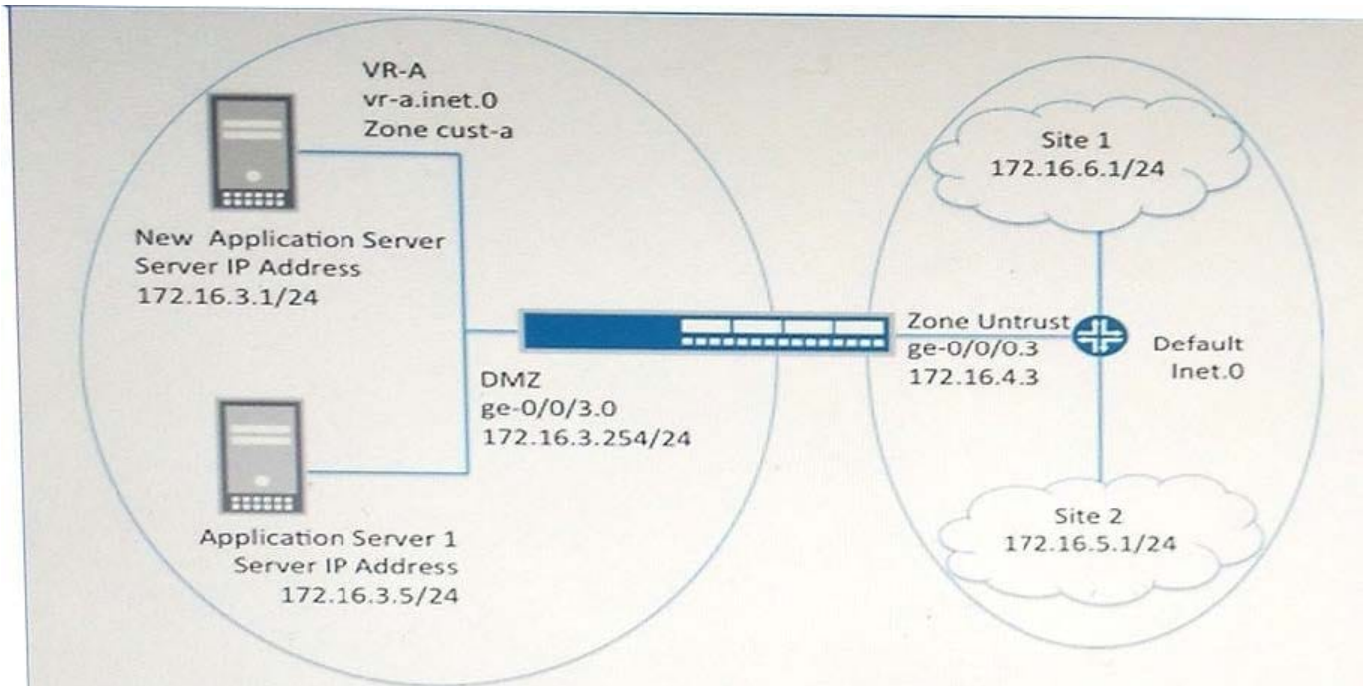 VR-A
vr-a.inet.0
Zone cust-a
New Application Server
Server IP Address
172.16.3.1/24
DMZ
ge-0/0/3.0
172.16.3.254/24
Application Server 1
Server IP Address
172.16.3.5/24
Site 1
172.16.6.1/24
Zone Untrust
ge-0/0/0.3
172.16.4.3
Default
Inet.0
Site 2
172.16.5.1/24